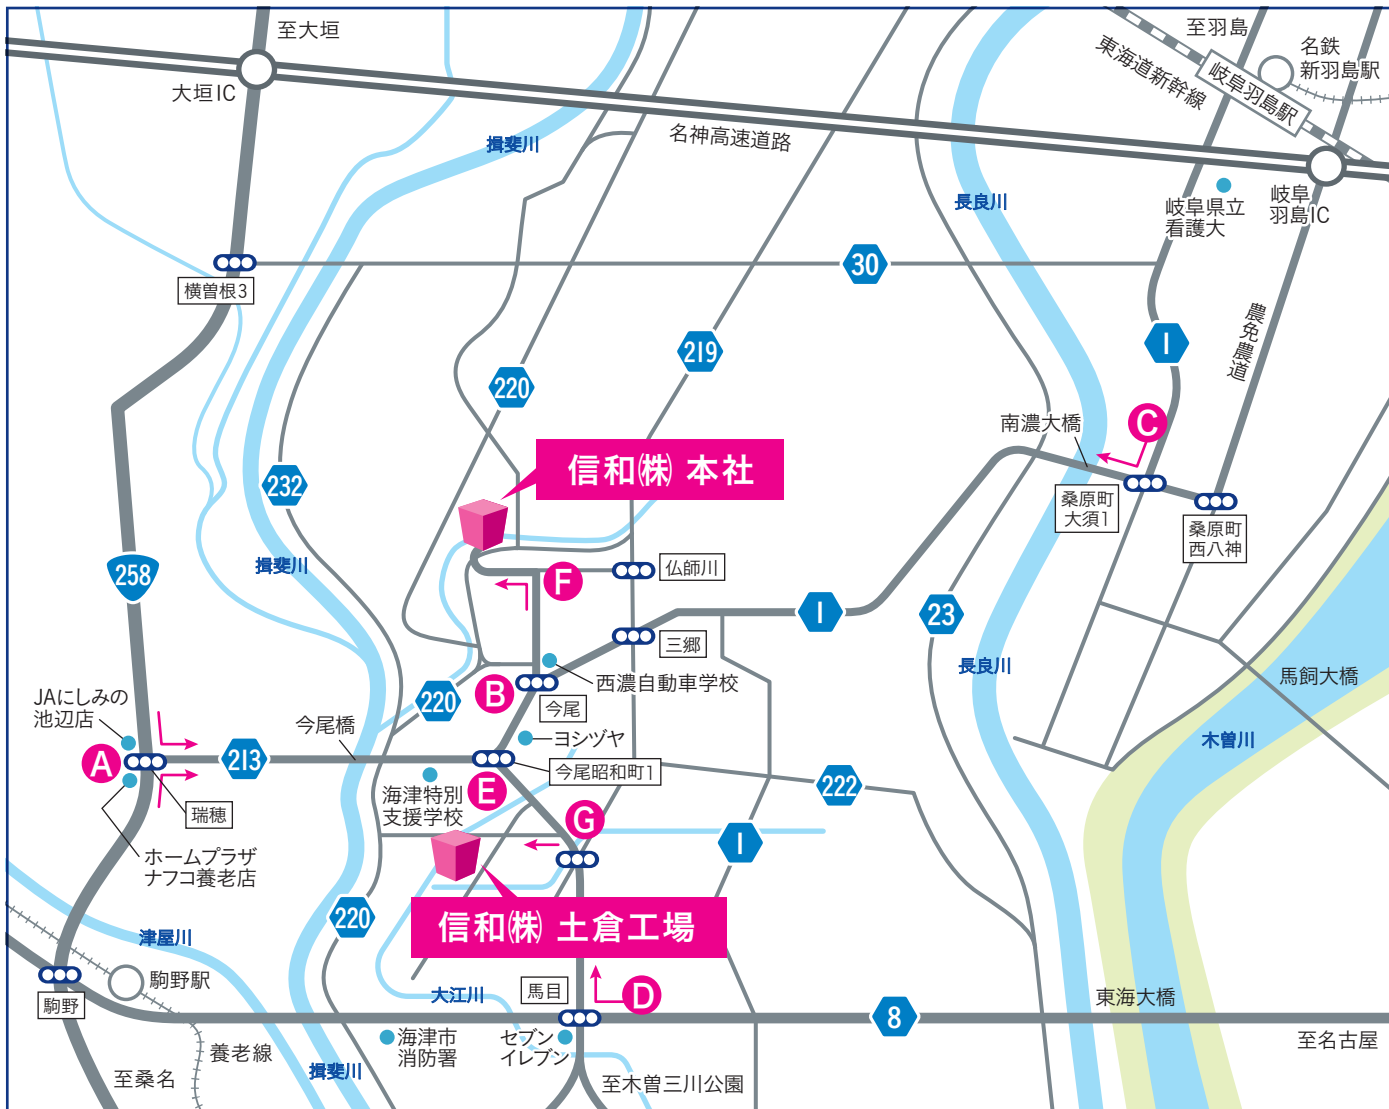 至大垣
大垣IC
揖斐川
名神高速道路
長良川
至羽島
東海道新幹線
岐阜羽島駅
名鉄
新羽島駅
岐阜県立
看護大
岐阜
羽島IC
横曽根3
30
1
農免農道
219
220
232
南濃大橋
C
信和㈱ 本社
桑原町
大須1
桑原町
西八神
揖斐川
258
F
仏師川
1
23
三郷
長良川
西濃自動車学校
B
今尾
220
馬飼大橋
木曽川
JAにしみの
池辺店
A
213
今尾橋
ヨシヅヤ
今尾昭和町1
E
海津特別
支援学校
222
瑞穂
G
1
ホームプラザ
ナフコ養老店
220
信和㈱ 土倉工場
津屋川
駒野駅
駒野
大江川
馬目
D
8
東海大橋
至名古屋
養老線
海津市
消防署
セブン
イレブン
至桑名
揖斐川
至木曽三川公園